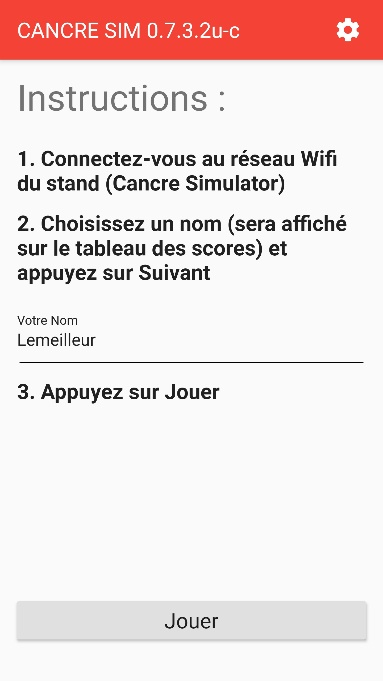 CANCRE SIM 0.7.3.2u-c
Instructions :
1. Connectez-vous au réseau Wifi
du stand (Cancre Simulator)
2. Choisissez un nom (sera affiché
sur le tableau des scores) et
appuyez sur Suivant
Votre Nom
Lemeilleur
3. Appuyez sur Jouer
Jouer